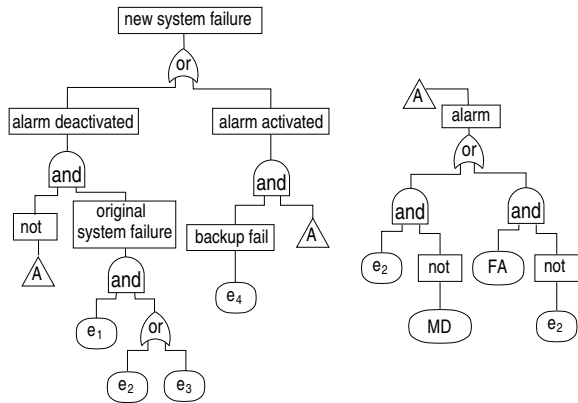 new system failure
or
alarm deactivated
alarm activated
and
and
not
original
system failure
backup fail
A
A
and
e4
e1
or
e2
e3
A
alarm
or
and
and
e2
not
FA
not
MD
e2